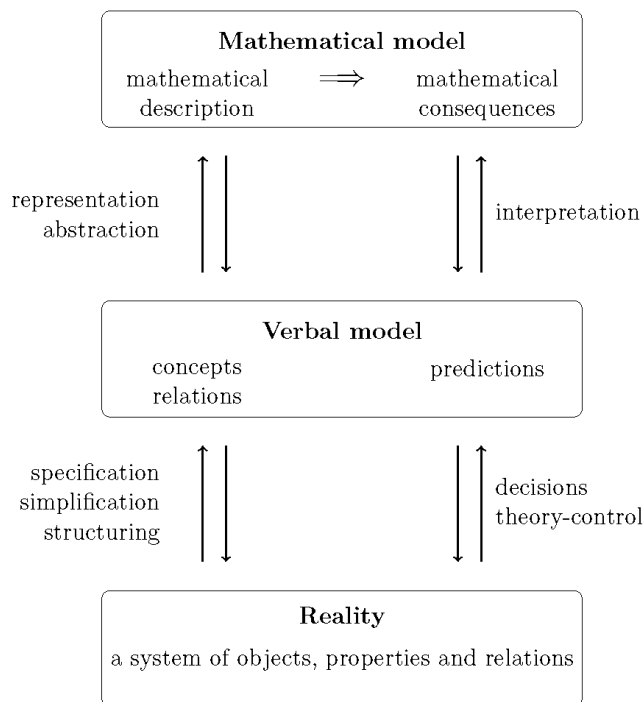 Mathematical model
mathematical ⟹ mathematical
description consequences
representation
abstraction
interpretation
Verbal model
concepts predictions
relations
specification
simplification
structuring
decisions
theory-control
Reality
a system of objects, properties and relations